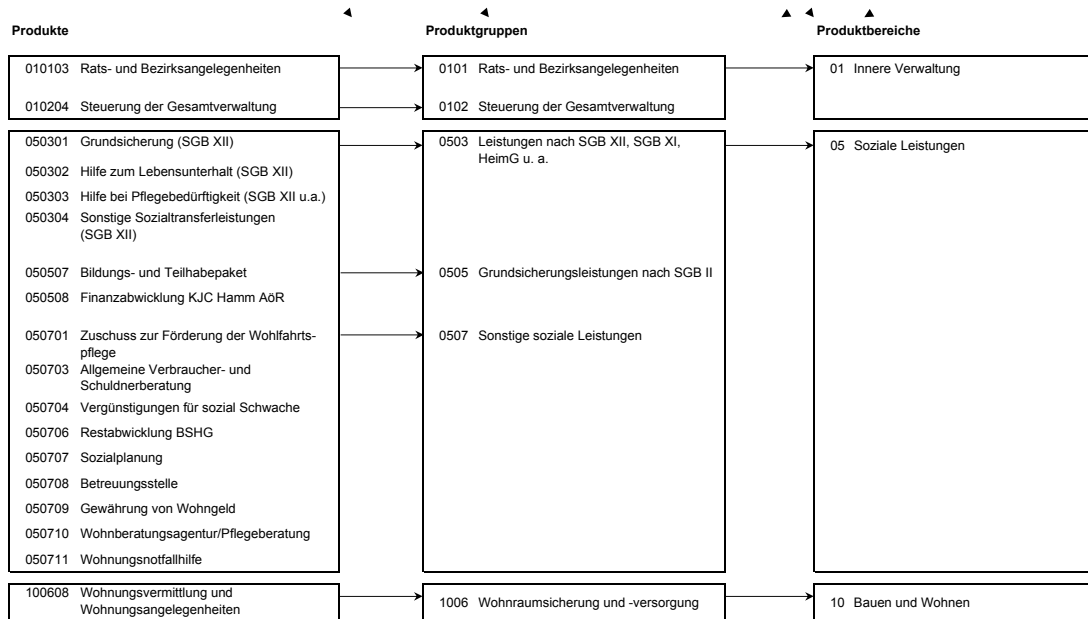 Produkte Produktgruppen Produktbereiche
010103 Rats- und Bezirksangelegenheiten 0101 Rats- und Bezirksangelegenheiten 01 Innere Verwaltung
010204 Steuerung der Gesamtverwaltung 0102 Steuerung der Gesamtverwaltung
050301 Grundsicherung (SGB XII) 0503 Leistungen nach SGB XII, SGB XI, 05 Soziale Leistungen
HeimG u. a.
050302 Hilfe zum Lebensunterhalt (SGB XII)
050303 Hilfe bei Pflegebedürftigkeit (SGB XII u.a.)
050304 Sonstige Sozialtransferleistungen
(SGB XII)
050507 Bildungs- und Teilhabepaket 0505 Grundsicherungsleistungen nach SGB II
050508 Finanzabwicklung KJC Hamm AöR
050701 Zuschuss zur Förderung der Wohlfahrts- 0507 Sonstige soziale Leistungen
pflege
050703 Allgemeine Verbraucher- und
Schuldnerberatung
050704 Vergünstigungen für sozial Schwache
050706 Restabwicklung BSHG
050707 Sozialplanung
050708 Betreuungsstelle
050709 Gewährung von Wohngeld
050710 Wohnberatungsagentur/Pflegeberatung
050711 Wohnungsnotfallhilfe
100608 Wohnungsvermittlung und 1006 Wohnraumsicherung und -versorgung 10 Bauen und Wohnen
Wohnungsangelegenheiten